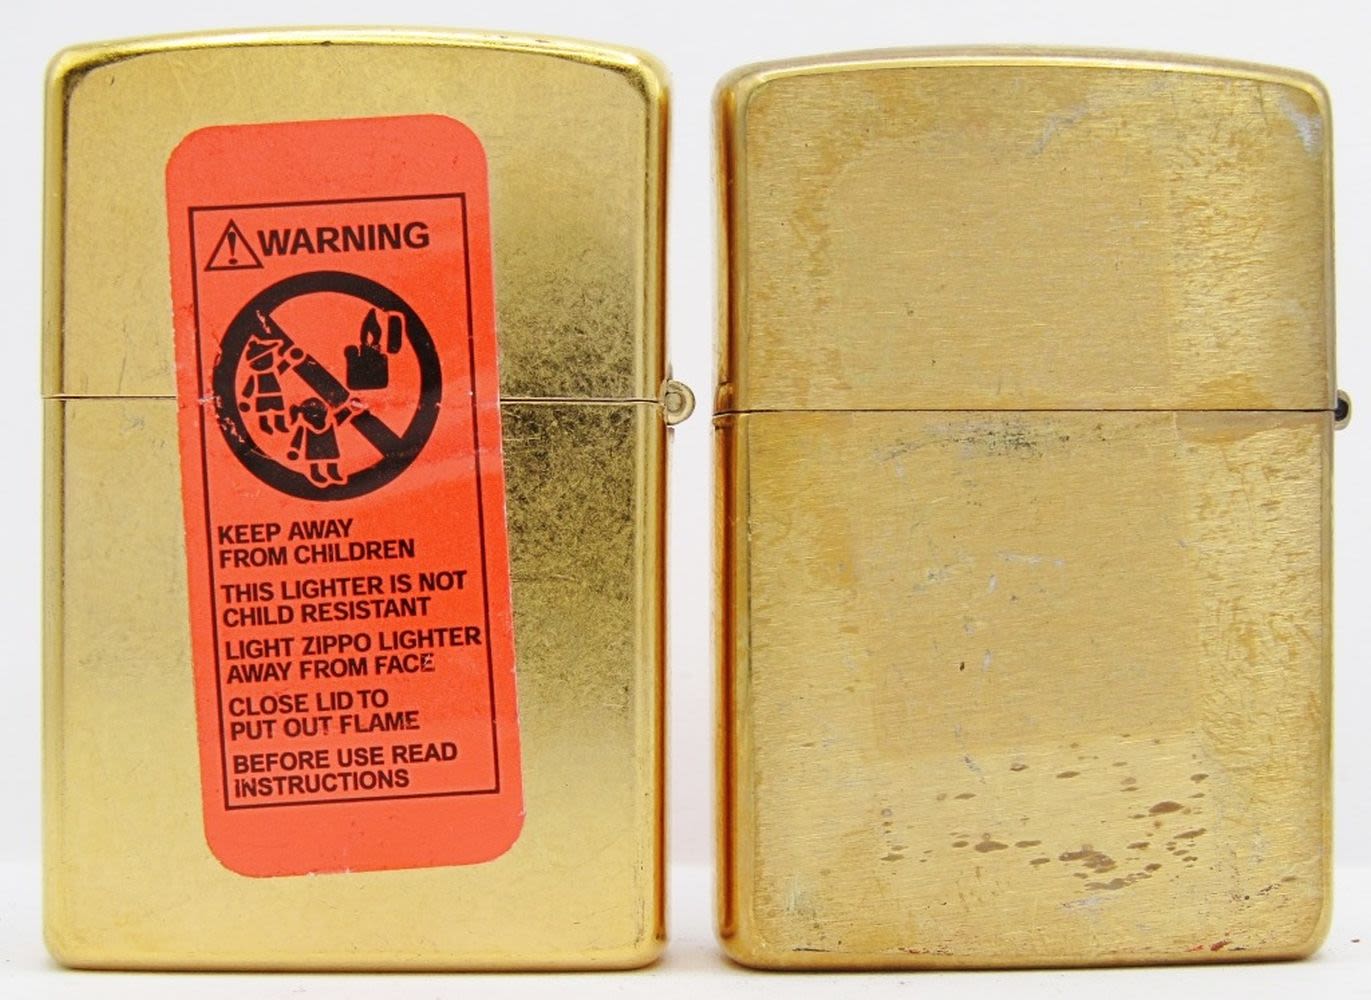 WARNING
KEEP AWAY
FROM CHILDREN
THIS LIGHTER IS NOT
CHILD RESISTANT
LIGHT ZIPPO LIGHTER
AWAY FROM FACE
CLOSE LID TO
PUT OUT FLAME
BEFORE USE READ
INSTRUCTIONS